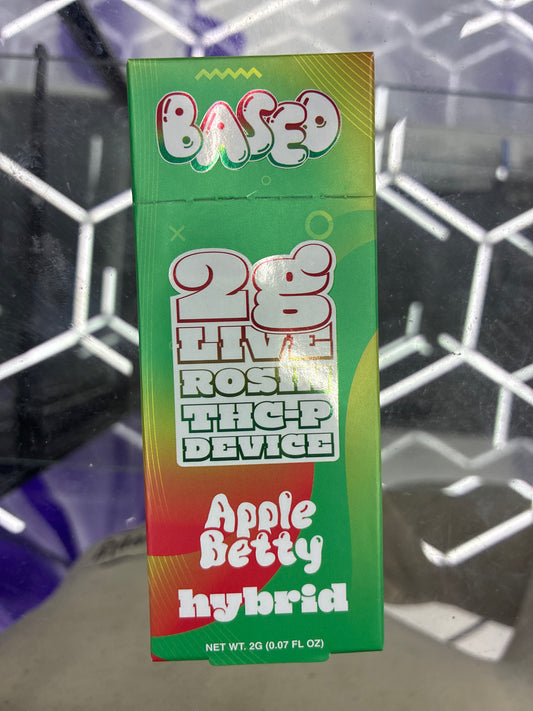 BASED
2g
LIVE
ROSIN
THC-P
DEVICE
Apple
Betty
hybrid
NET WT. 2G (0.07 FL OZ)